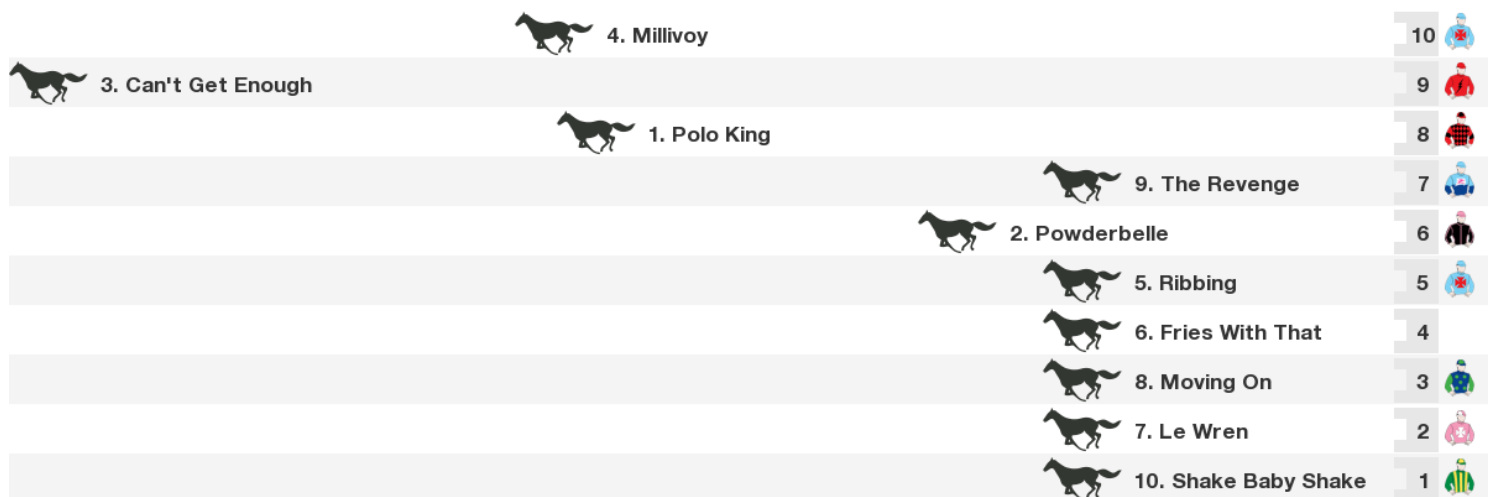 4. Millivoy 10
3. Can't Get Enough 9
1. Polo King 8
9. The Revenge 7
2. Powderbelle 6
5. Ribbing 5
6. Fries With That 4
8. Moving On 3
7. Le Wren 2
10. Shake Baby Shake 1